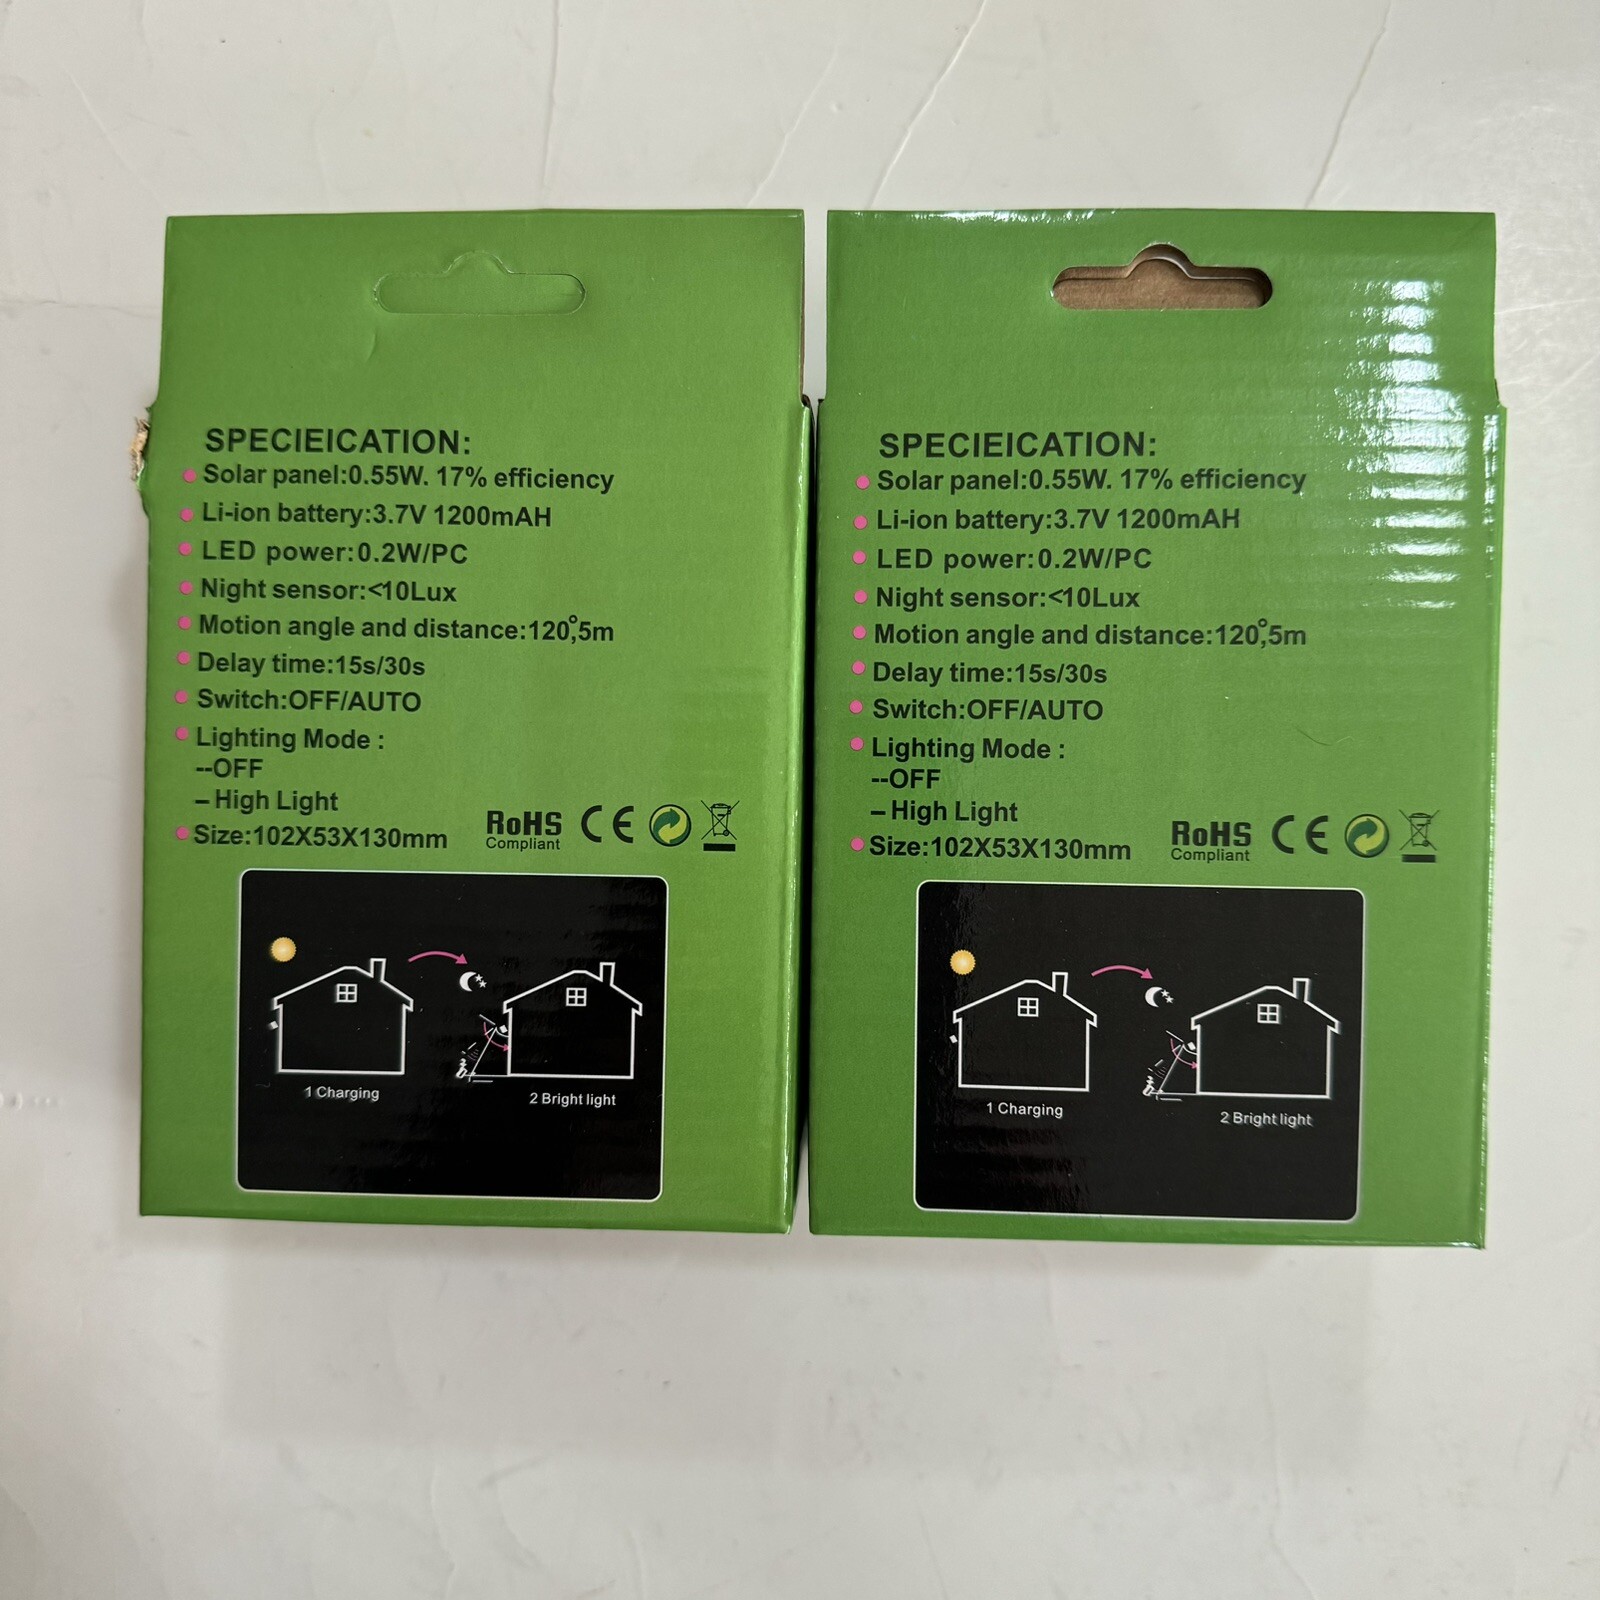 SPECIEICATION:
Solar panel:0.55W. 17% efficiency
Li-ion battery:3.7V 1200mAH
LED power:0.2W/PC
Night sensor:<10Lux
Motion angle and distance:120°,5m
Delay time:15s/30s
Switch:OFF/AUTO
Lighting Mode :
--OFF
– High Light
Size:102X53X130mm
RoHS
Compliant
CE
1 Charging
2 Bright light
SPECIEICATION:
Solar panel:0.55W. 17% efficiency
Li-ion battery:3.7V 1200mAH
LED power:0.2W/PC
Night sensor:<10Lux
Motion angle and distance:120°,5m
Delay time:15s/30s
Switch:OFF/AUTO
Lighting Mode :
--OFF
– High Light
Size:102X53X130mm
RoHS
Compliant
CE
1 Charging
2 Bright light